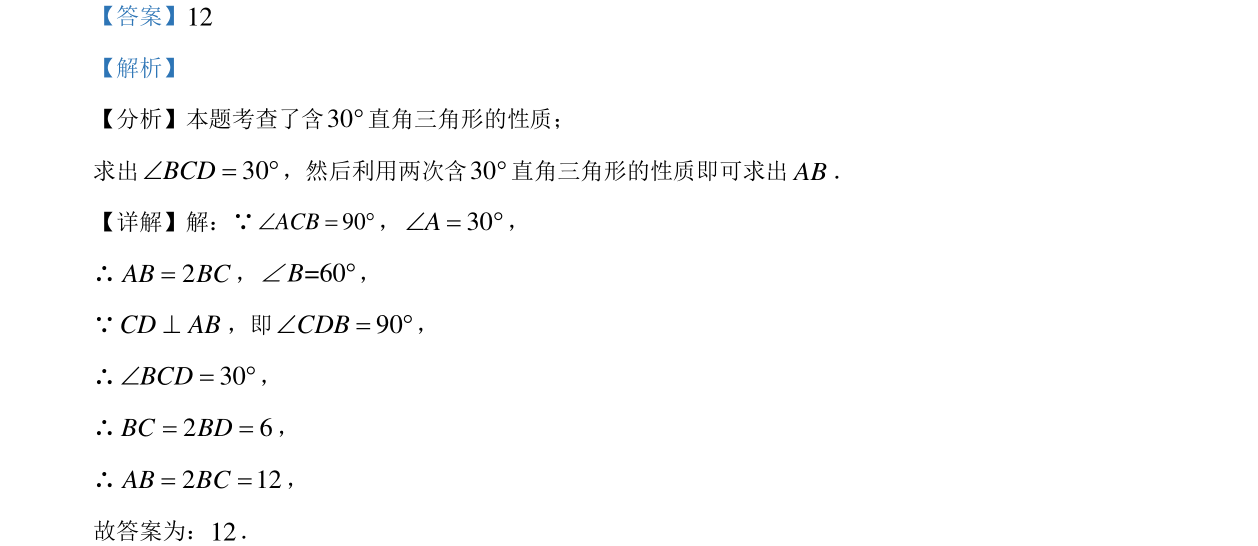 【答案】12
【解析】
【分析】本题考查了含30°直角三角形的性质；
求出∠BCD = 30°，然后利用两次含30°直角三角形的性质即可求出 AB．
【详解】解：∵∠ACB = 90°，∠A = 30°，
∴ AB = 2BC，∠B=60°，
∵CD ⊥ AB，即∠CDB = 90°，
∴∠BCD = 30°，
∴ BC = 2BD = 6，
∴ AB = 2BC = 12，
故答案为：12．